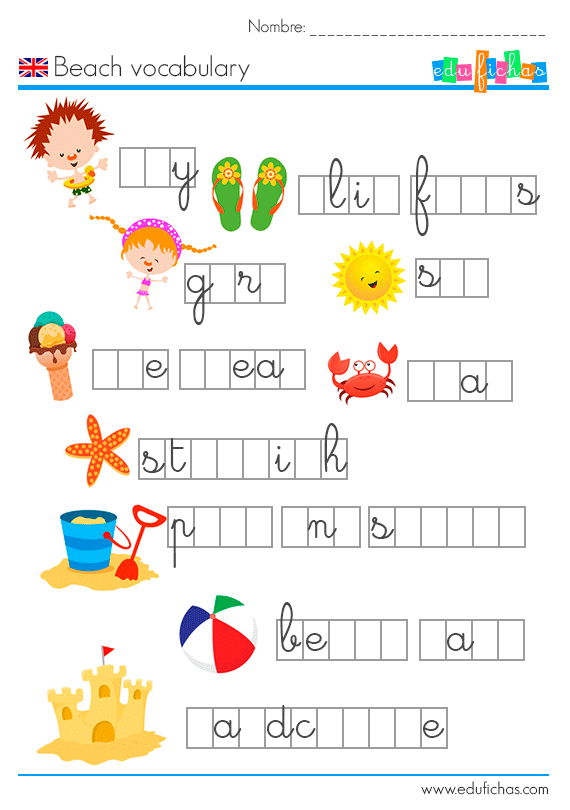 Nombre: ___________________________
Beach vocabulary edufichas
y li f s
g r s
e ea a
st i h
p n s
be a
a dc e
www.edufichas.com